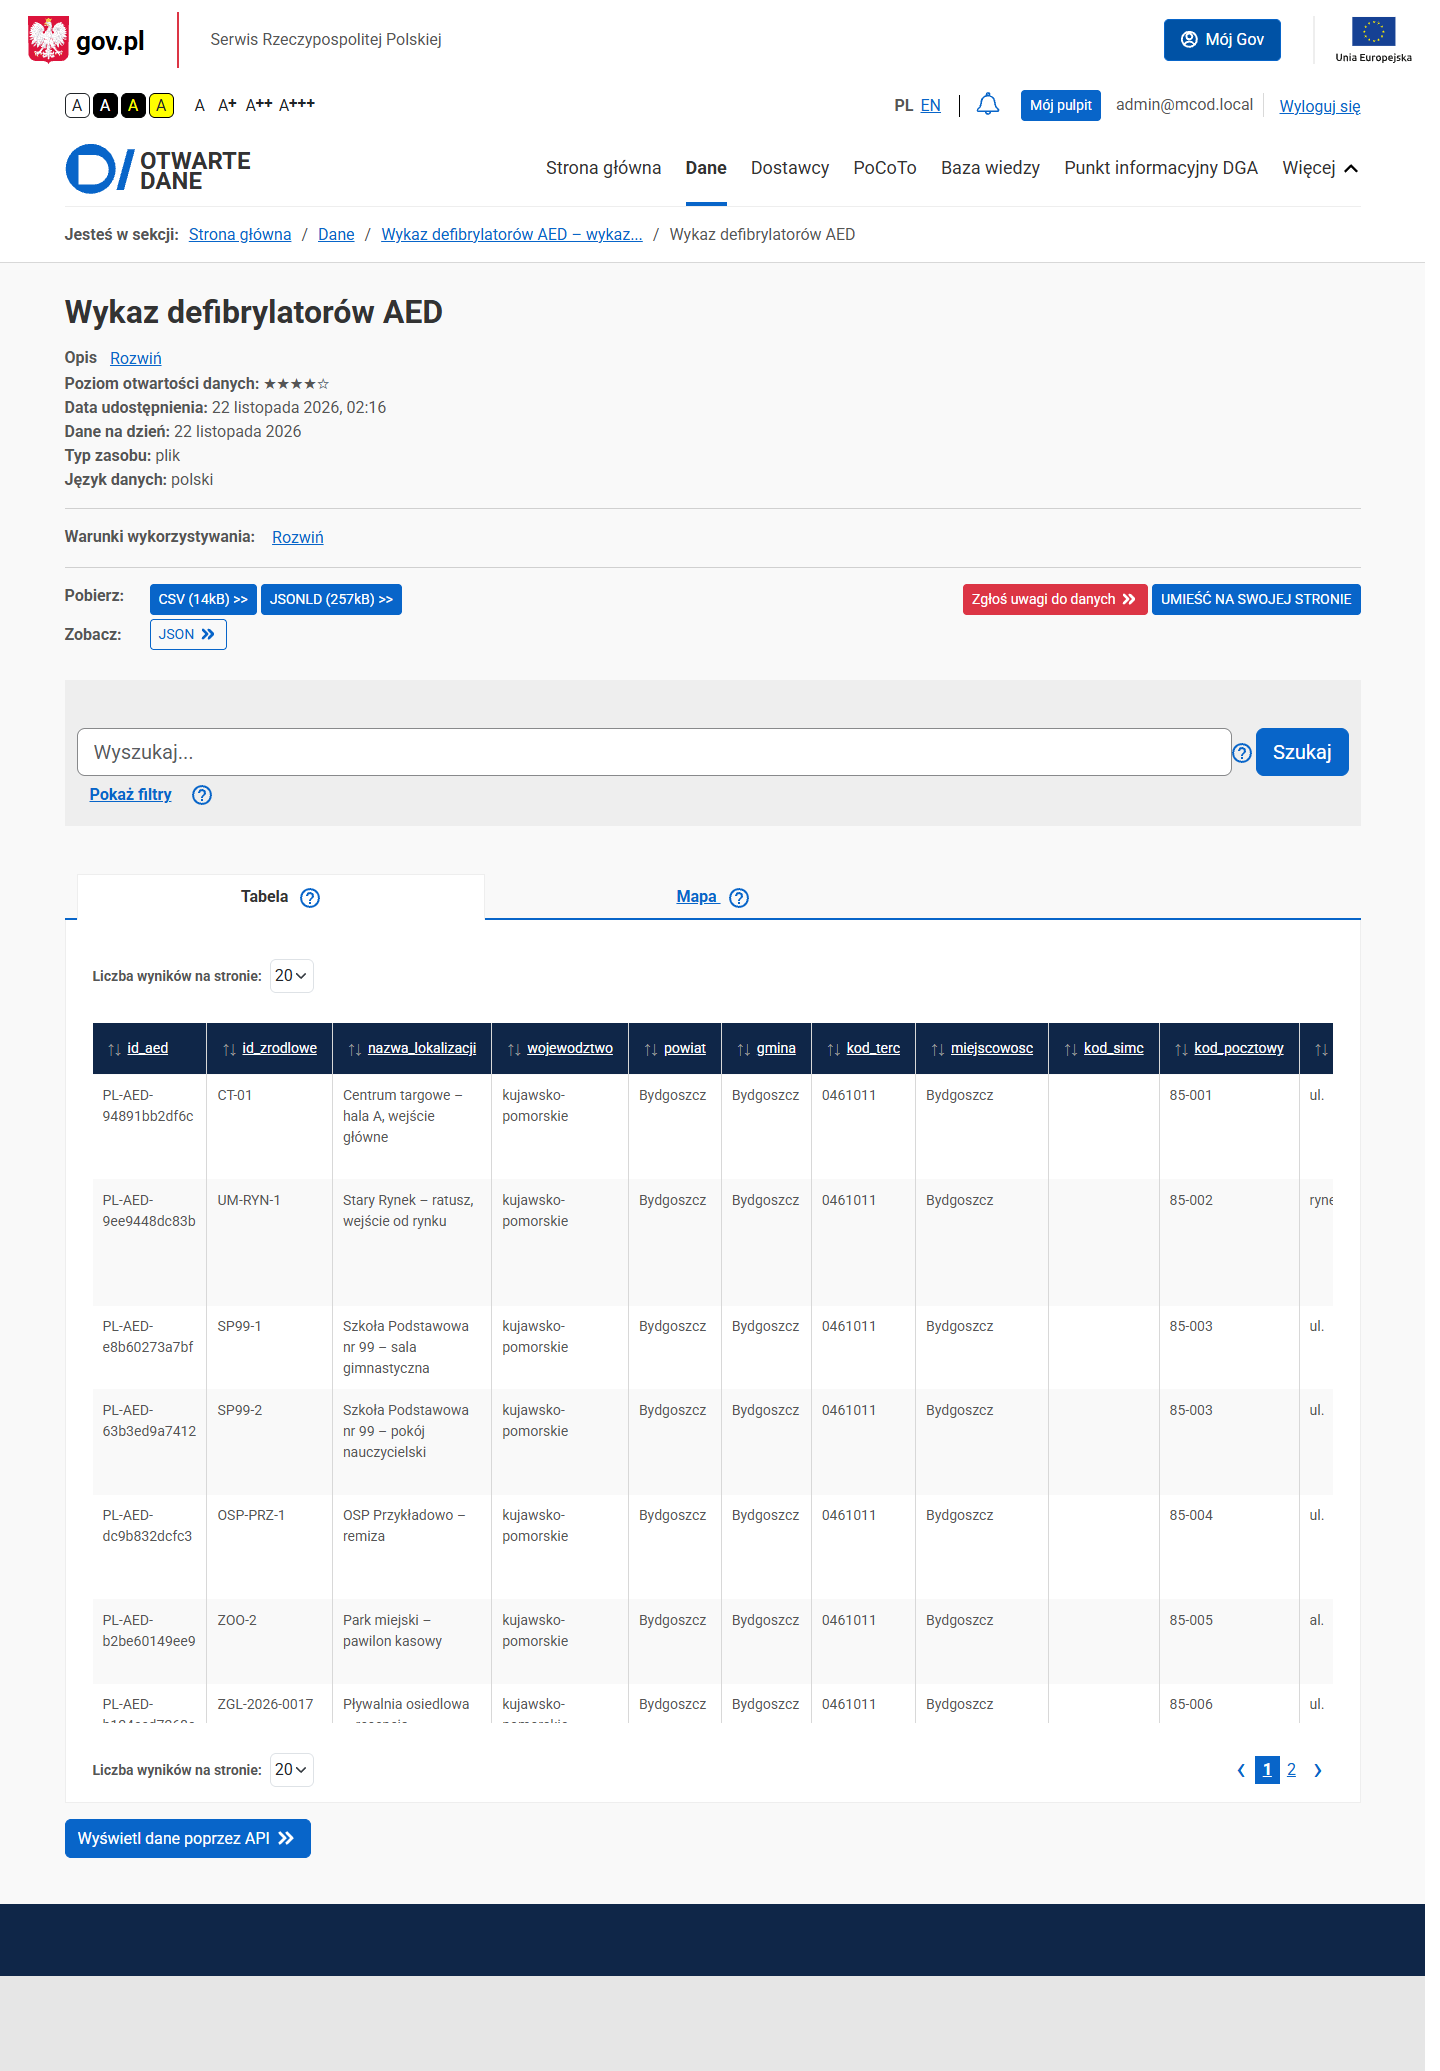 gov.pl
Serwis Rzeczypospolitej Polskiej
Mój Gov
Unia Europejska
A A A A A A+ A++ A+++
PL EN
Mój pulpit
admin@mcod.local
Wyloguj się
OTWARTE
DANE
Strona główna Dane Dostawcy PoCoTo Baza wiedzy Punkt informacyjny DGA Więcej
Jesteś w sekcji: Strona główna / Dane / Wykaz defibrylatorów AED – wykaz... / Wykaz defibrylatorów AED
Wykaz defibrylatorów AED
Opis Rozwiń
Poziom otwartości danych: ★★★★☆
Data udostępnienia: 22 listopada 2026, 02:16
Dane na dzień: 22 listopada 2026
Typ zasobu: plik
Język danych: polski
Warunki wykorzystywania: Rozwiń
Pobierz: CSV (14kB) >> JSONLD (257kB) >>
Zgłoś uwagi do danych UMIEŚĆ NA SWOJEJ STRONIE
Zobacz: JSON
Wyszukaj...
Szukaj
Pokaż filtry
Tabela
Mapa
Liczba wyników na stronie: 20
id_aed id_zrodlowe nazwa_lokalizacji wojewodztwo powiat gmina kod_terc miejscowosc kod_simc kod_pocztowy
PL-AED- CT-01 Centrum targowe – kujawsko- Bydgoszcz Bydgoszcz 0461011 Bydgoszcz 85-001 ul.
94891bb2df6c hala A, wejście pomorskie
główne
PL-AED- UM-RYN-1 Stary Rynek – ratusz, kujawsko- Bydgoszcz Bydgoszcz 0461011 Bydgoszcz 85-002 ryne
9ee9448dc83b wejście od rynku pomorskie
PL-AED- SP99-1 Szkoła Podstawowa kujawsko- Bydgoszcz Bydgoszcz 0461011 Bydgoszcz 85-003 ul.
e8b60273a7bf nr 99 – sala pomorskie
gimnastyczna
PL-AED- SP99-2 Szkoła Podstawowa kujawsko- Bydgoszcz Bydgoszcz 0461011 Bydgoszcz 85-003 ul.
63b3ed9a7412 nr 99 – pokój pomorskie
nauczycielski
PL-AED- OSP-PRZ-1 OSP Przykładowo – kujawsko- Bydgoszcz Bydgoszcz 0461011 Bydgoszcz 85-004 ul.
dc9b832dcfc3 remiza pomorskie
PL-AED- ZOO-2 Park miejski – kujawsko- Bydgoszcz Bydgoszcz 0461011 Bydgoszcz 85-005 al.
b2be60149ee9 pawilon kasowy pomorskie
PL-AED- ZGL-2026-0017 Pływalnia osiedlowa kujawsko- Bydgoszcz Bydgoszcz 0461011 Bydgoszcz 85-006 ul.
Liczba wyników na stronie: 20
1 2
Wyświetl dane poprzez API